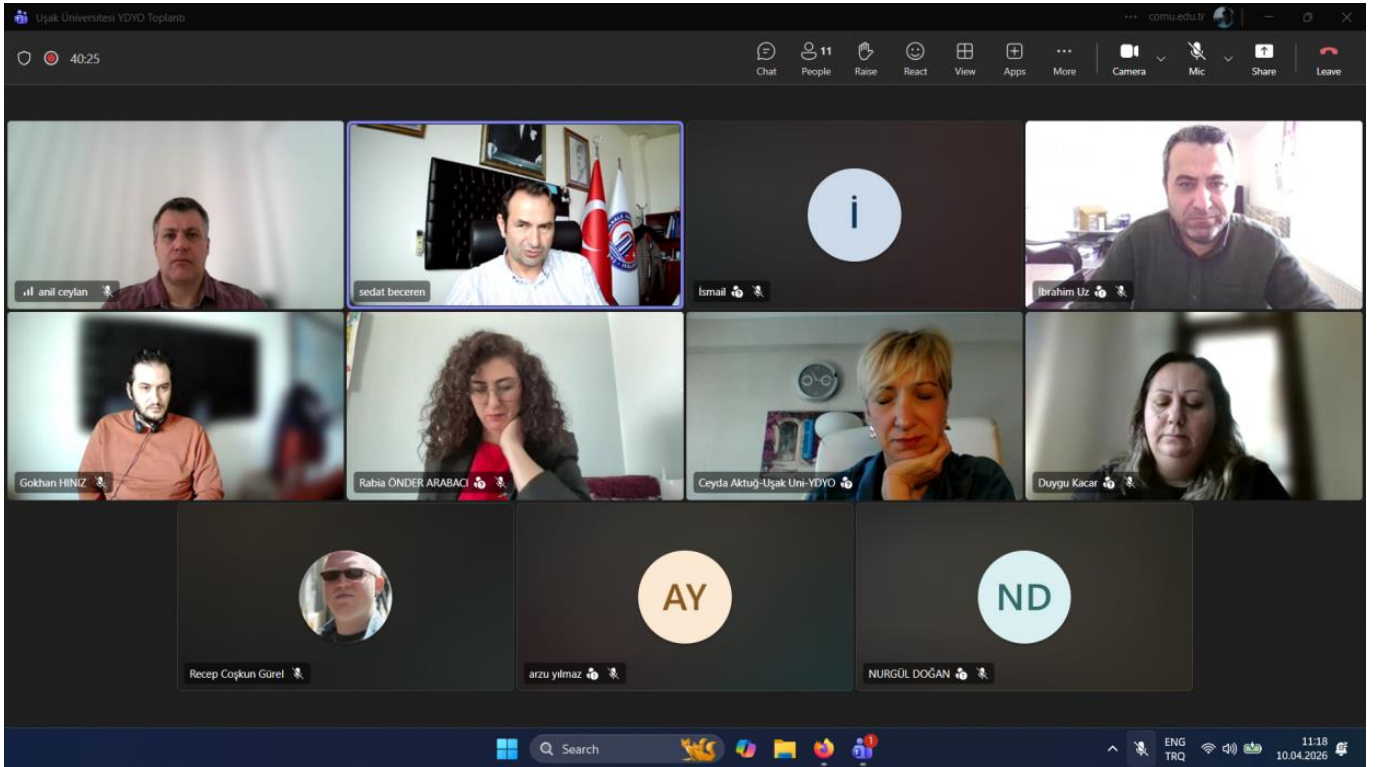 Uşak Üniversitesi YDYO Toplantı
comu.edu.tr
40:25
Chat
11
People
Raise
React
View
Apps
More
Camera
Mic
Share
Leave
anil ceylan
sedat beceren
İ
Ismail
İbrahim Uz
Gokhan HINIZ
Rabia ÖNDER ARABACI
Ceyda Aktuğ-Uşak Uni-YDYO
Duygu Kacar
Recep Coşkun Gürel
AY
arzu yılmaz
ND
NURGÜL DOĞAN
Search
1
ENG
TRQ
11:18
10.04.2026